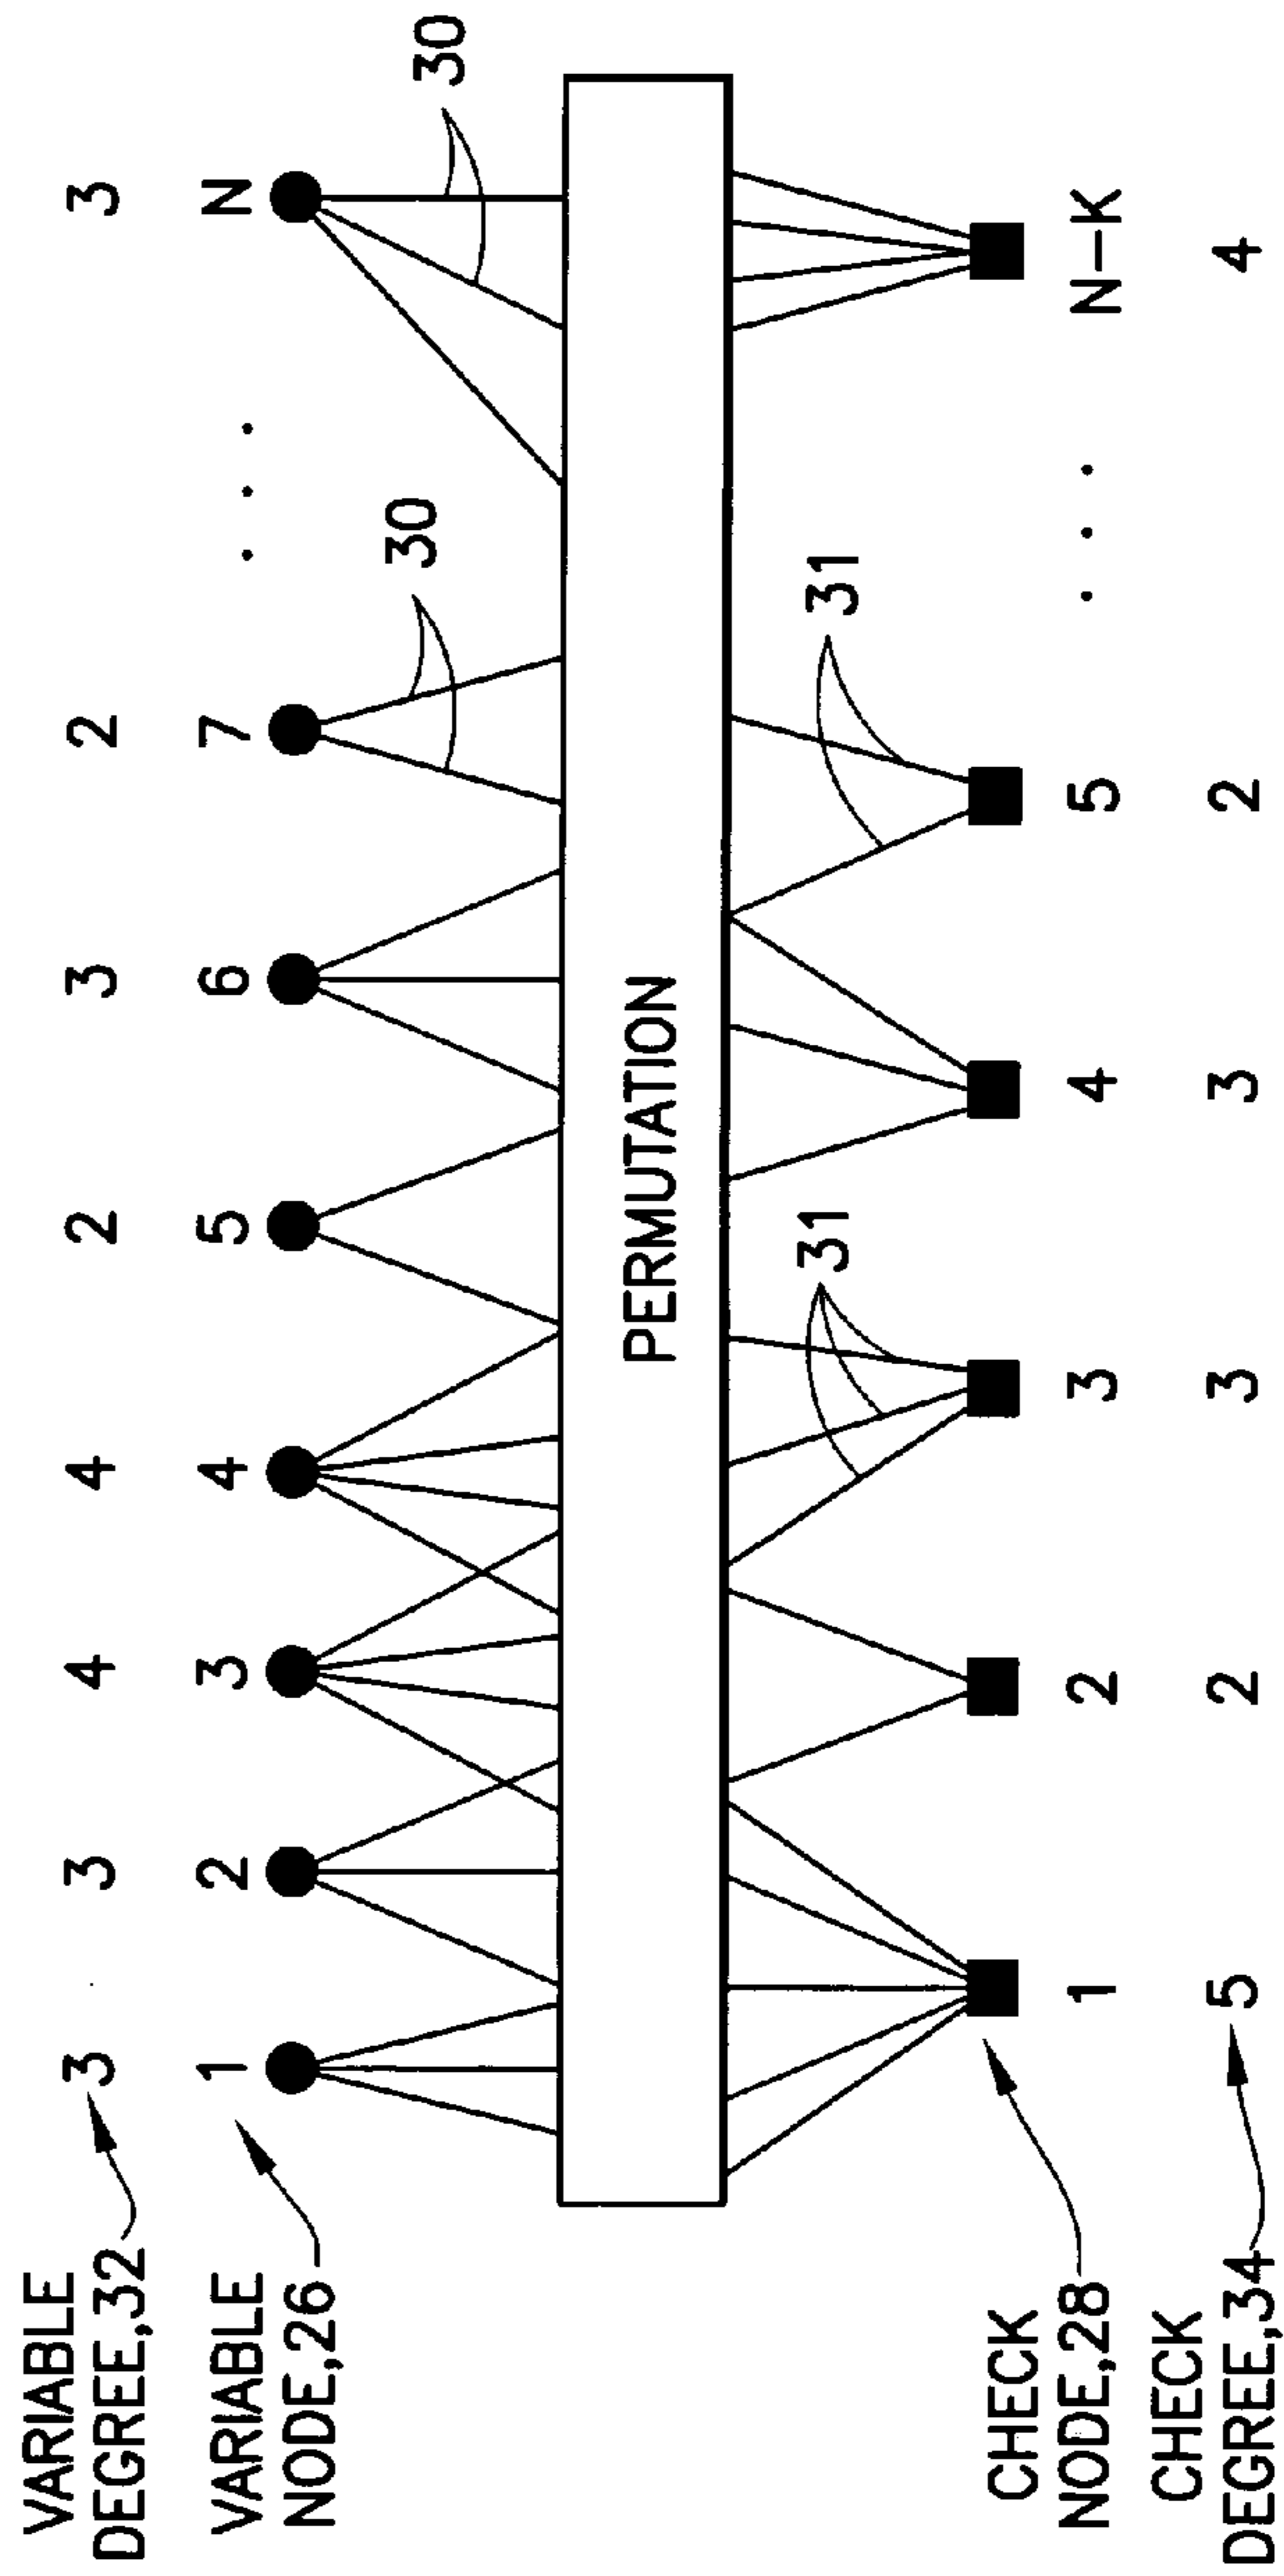 VARIABLE
DEGREE,32
3 3 4 4 2 3 2 3
VARIABLE
NODE,26
1 2 3 4 5 6 7 . . . N
30 30
PERMUTATION
31 31
CHECK
NODE,28
1 2 3 4 5 . . . N-K
CHECK
DEGREE,34
5 2 3 3 2 4